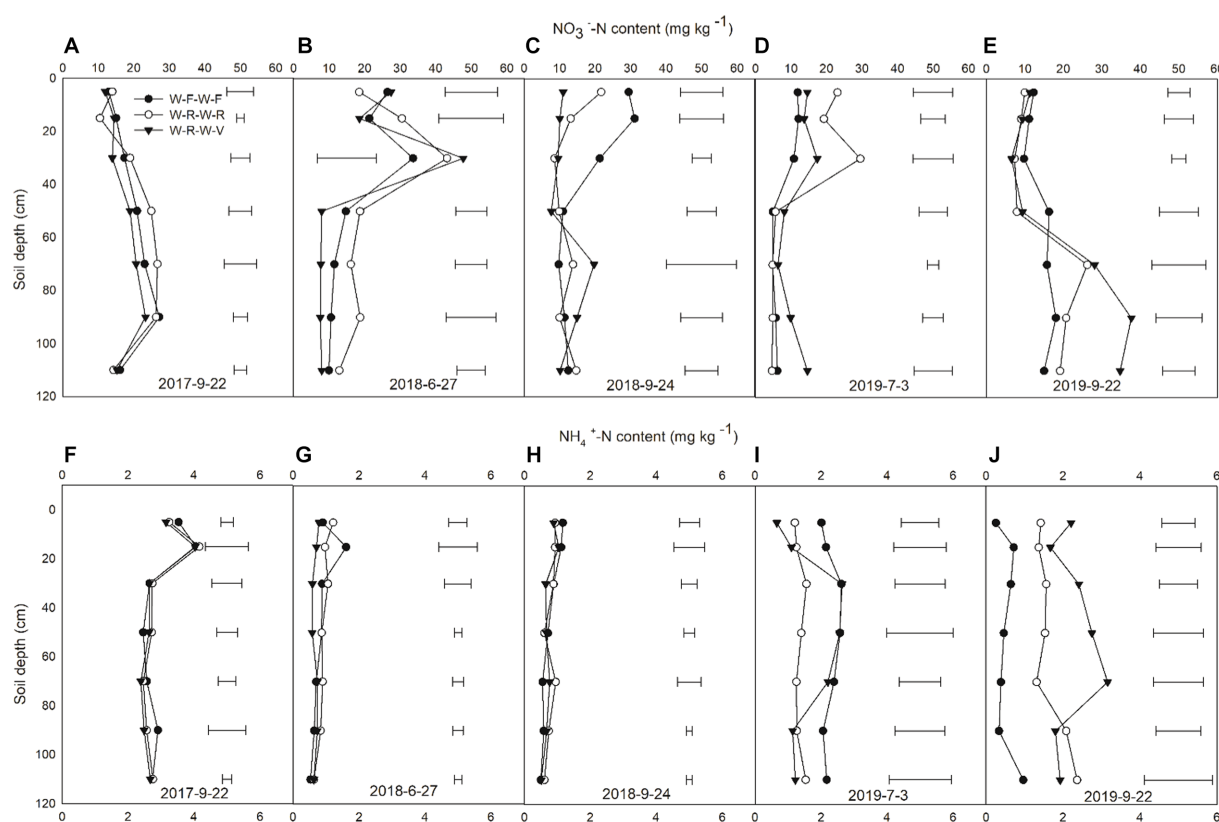 NO₃⁻-N content (mg kg⁻¹)
A B C D E
0 10 20 30 40 50 60 0 10 20 30 40 50 60 0 10 20 30 40 50 60 0 10 20 30 40 50 60 0 10 20 30 40 50 60
0
W-F-W-F
W-R-W-R
20
W-R-W-V
40
Soil depth (cm)
60
80
100
2017-9-22 2018-6-27 2018-9-24 2019-7-3 2019-9-22
120
NH₄⁺-N content (mg kg⁻¹)
F G H I J
0 2 4 6 0 2 4 6 0 2 4 6 0 2 4 6 0 2 4 6
0
20
40
Soil depth (cm)
60
80
100
2017-9-22 2018-6-27 2018-9-24 2019-7-3 2019-9-22
120
0 2 4 6 0 2 4 6 0 2 4 6 0 2 4 6 0 2 4 6